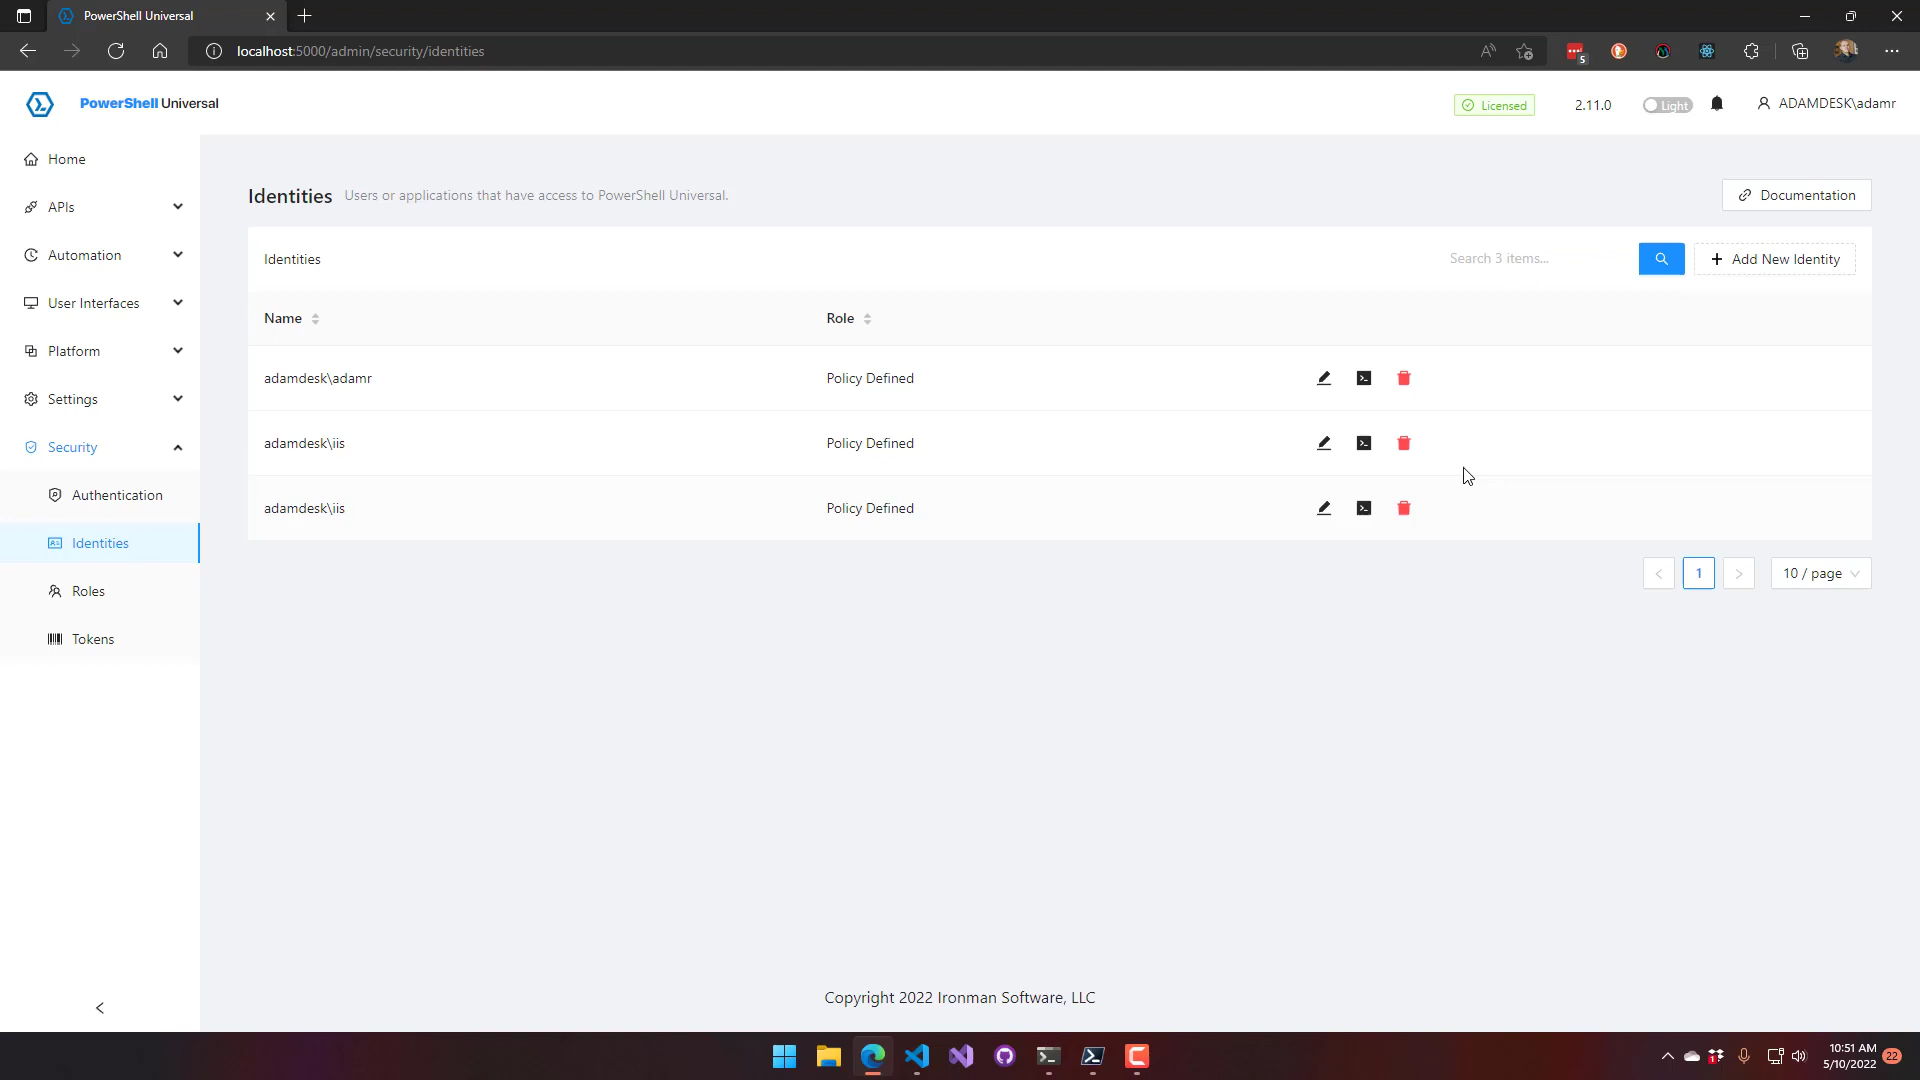 PowerShell Universal
localhost:5000/admin/security/identities
5
PowerShell Universal
Licensed
2.11.0
Light
ADAMDESK\adamr
Home
APIs
Automation
User Interfaces
Platform
Settings
Security
Authentication
Identities
Roles
Tokens
Identities Users or applications that have access to PowerShell Universal.
Documentation
Identities
Search 3 items...
Add New Identity
Name Role
adamdesk\adamr Policy Defined
adamdesk\iis Policy Defined
adamdesk\iis Policy Defined
1
10 / page
Copyright 2022 Ironman Software, LLC
10:51 AM
5/10/2022
22